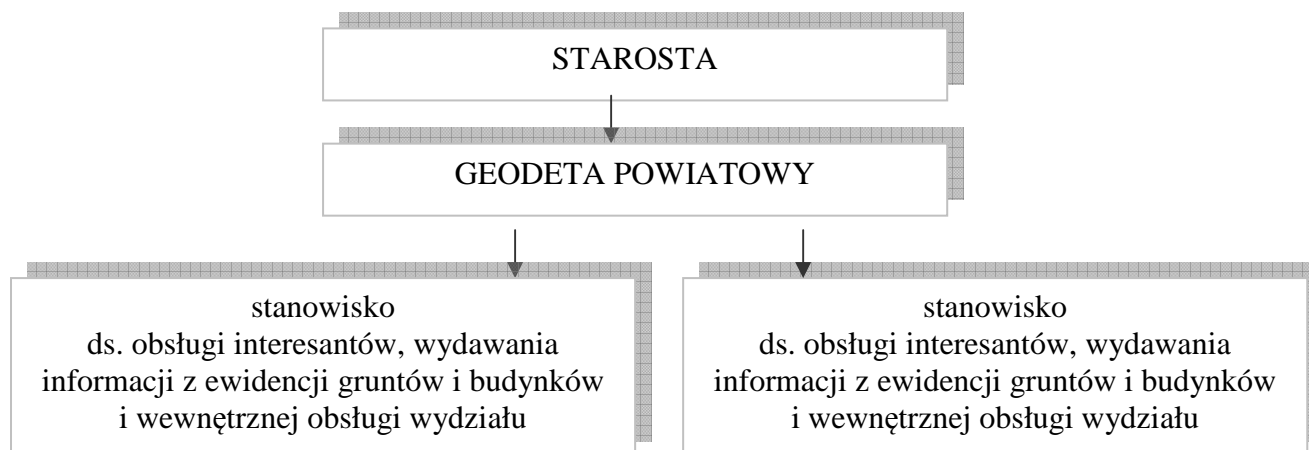 STAROSTA
GEODETA POWIATOWY
stanowisko
ds. obsługi interesantów, wydawania
informacji z ewidencji gruntów i budynków
i wewnętrznej obsługi wydziału
stanowisko
ds. obsługi interesantów, wydawania
informacji z ewidencji gruntów i budynków
i wewnętrznej obsługi wydziału